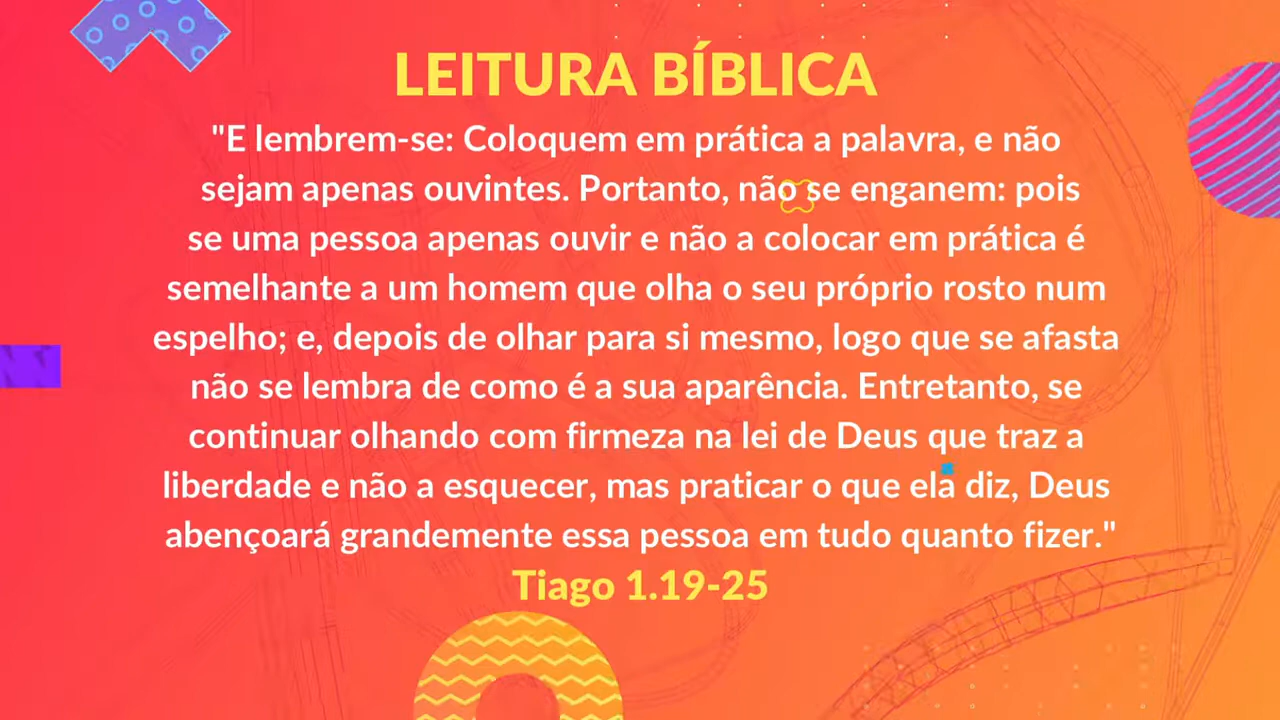 LEITURA BÍBLICA
"E lembrem-se: Coloquem em prática a palavra, e não
sejam apenas ouvintes. Portanto, não se enganem: pois
se uma pessoa apenas ouvir e não a colocar em prática é
semelhante a um homem que olha o seu próprio rosto num
espelho; e, depois de olhar para si mesmo, logo que se afasta
não se lembra de como é a sua aparência. Entretanto, se
continuar olhando com firmeza na lei de Deus que traz a
liberdade e não a esquecer, mas praticar o que ela diz, Deus
abençoará grandemente essa pessoa em tudo quanto fizer."
Tiago 1.19-25